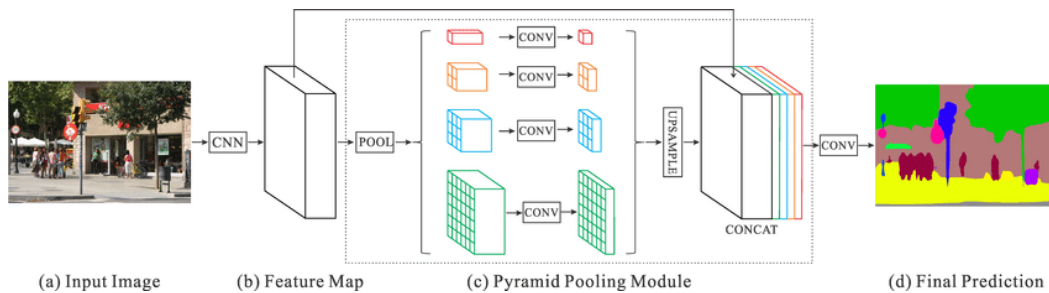 CNN
POOL
CONV
CONV
CONV
CONV
UPSAMPLE
CONCAT
CONV
(a) Input Image
(b) Feature Map
(c) Pyramid Pooling Module
(d) Final Prediction